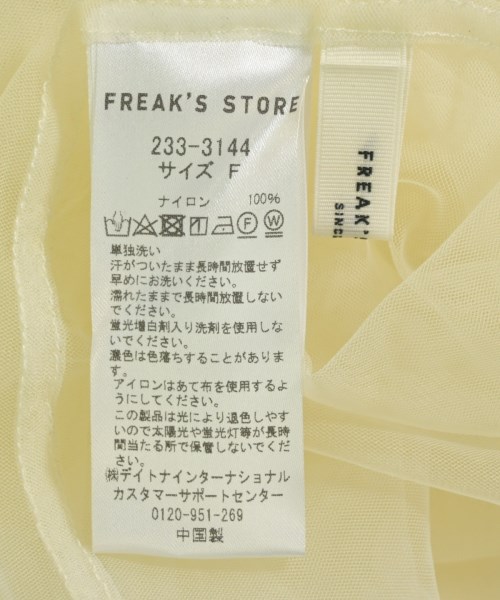 FREAK'S STORE
233-3144
サイズ F
ナイロン 100%
F W
単独洗い
汗がついたまま長時間放置せず
早めにお洗いください。
濡れたままで長時間放置しない
でください。
蛍光増白剤入り洗剤を使用しな
いでください。
濃色は色落ちすることがありま
す。
アイロンはあて布を使用するよ
うにしてください。
この製品は光により退色しやす
いので太陽光や蛍光灯等が長時
間当たる所で保管しないでくだ
さい。
㈱デイトナインターナショナル
カスタマーサポートセンター
0120-951-269
中国製
FREAK'S
SINC